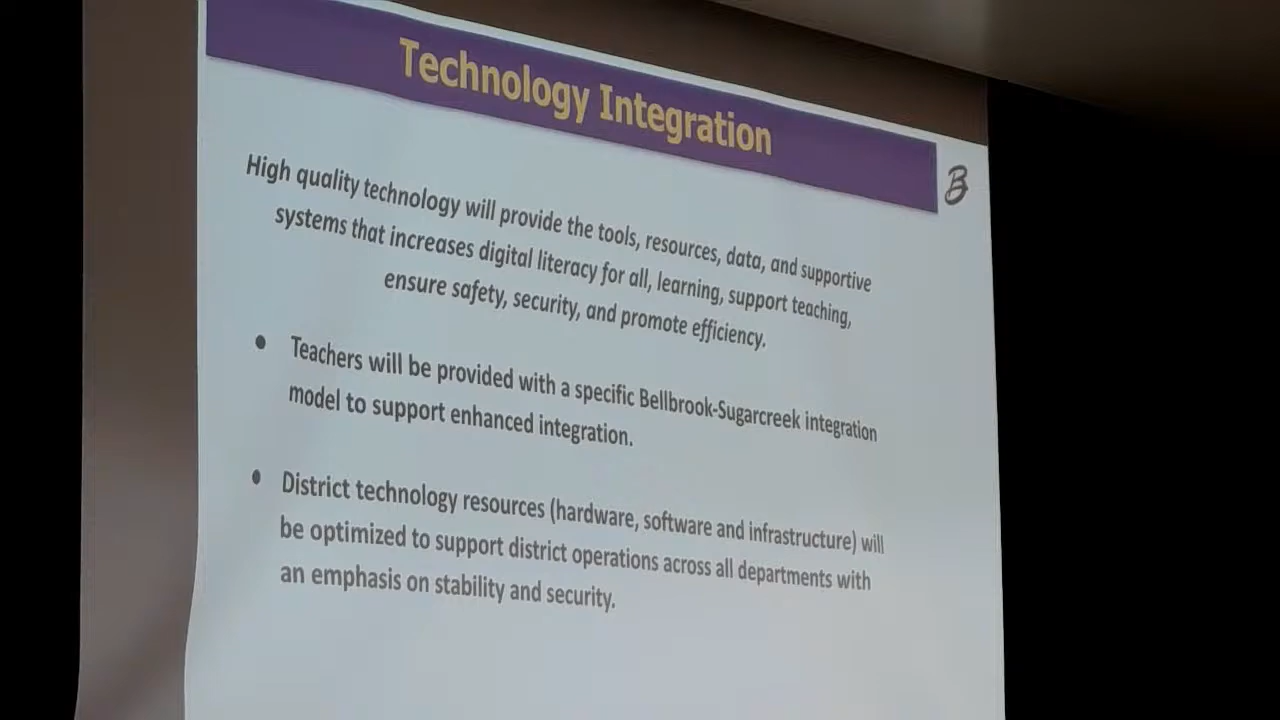 Technology Integration
B
High quality technology will provide the tools, resources, data, and supportive
systems that increases digital literacy for all, learning, support teaching,
ensure safety, security, and promote efficiency.
• Teachers will be provided with a specific Bellbrook-Sugarcreek integration
model to support enhanced integration.
• District technology resources (hardware, software and infrastructure) will
be optimized to support district operations across all departments with
an emphasis on stability and security.